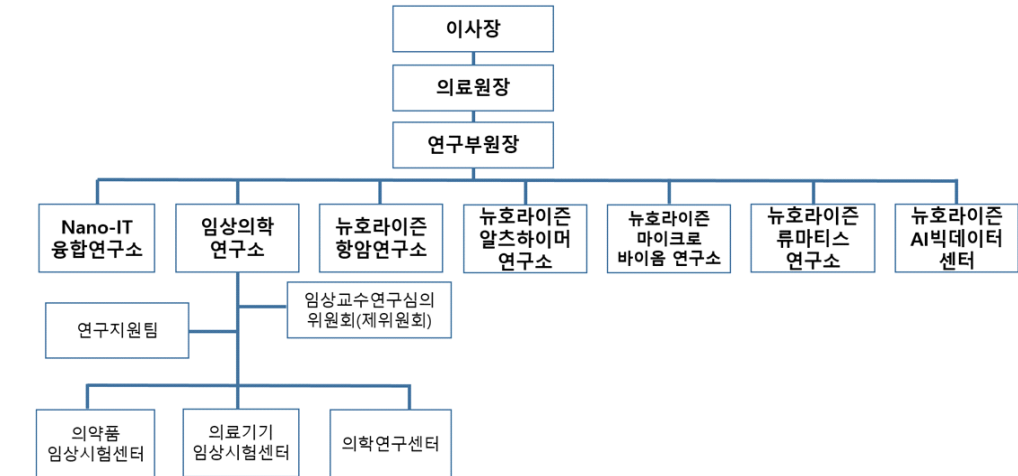 이사장
의료원장
연구부원장
Nano-IT
융합연구소
임상의학
연구소
뉴호라이즌
항암연구소
뉴호라이즌
알츠하이머
연구소
뉴호라이즌
마이크로
바이옴 연구소
뉴호라이즌
류마티스
연구소
뉴호라이즌
AI빅데이터
센터
임상교수연구심의
위원회(제위원회)
연구지원팀
의약품
임상시험센터
의료기기
임상시험센터
의학연구센터